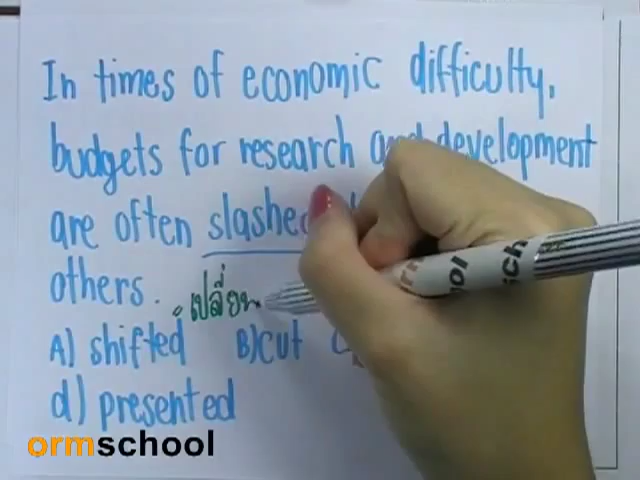 In times of economic difficulty,
budgets for research and development
are often slashed
others.
เปลี่ยน
A) shifted B) cut
d) presented
ormschool